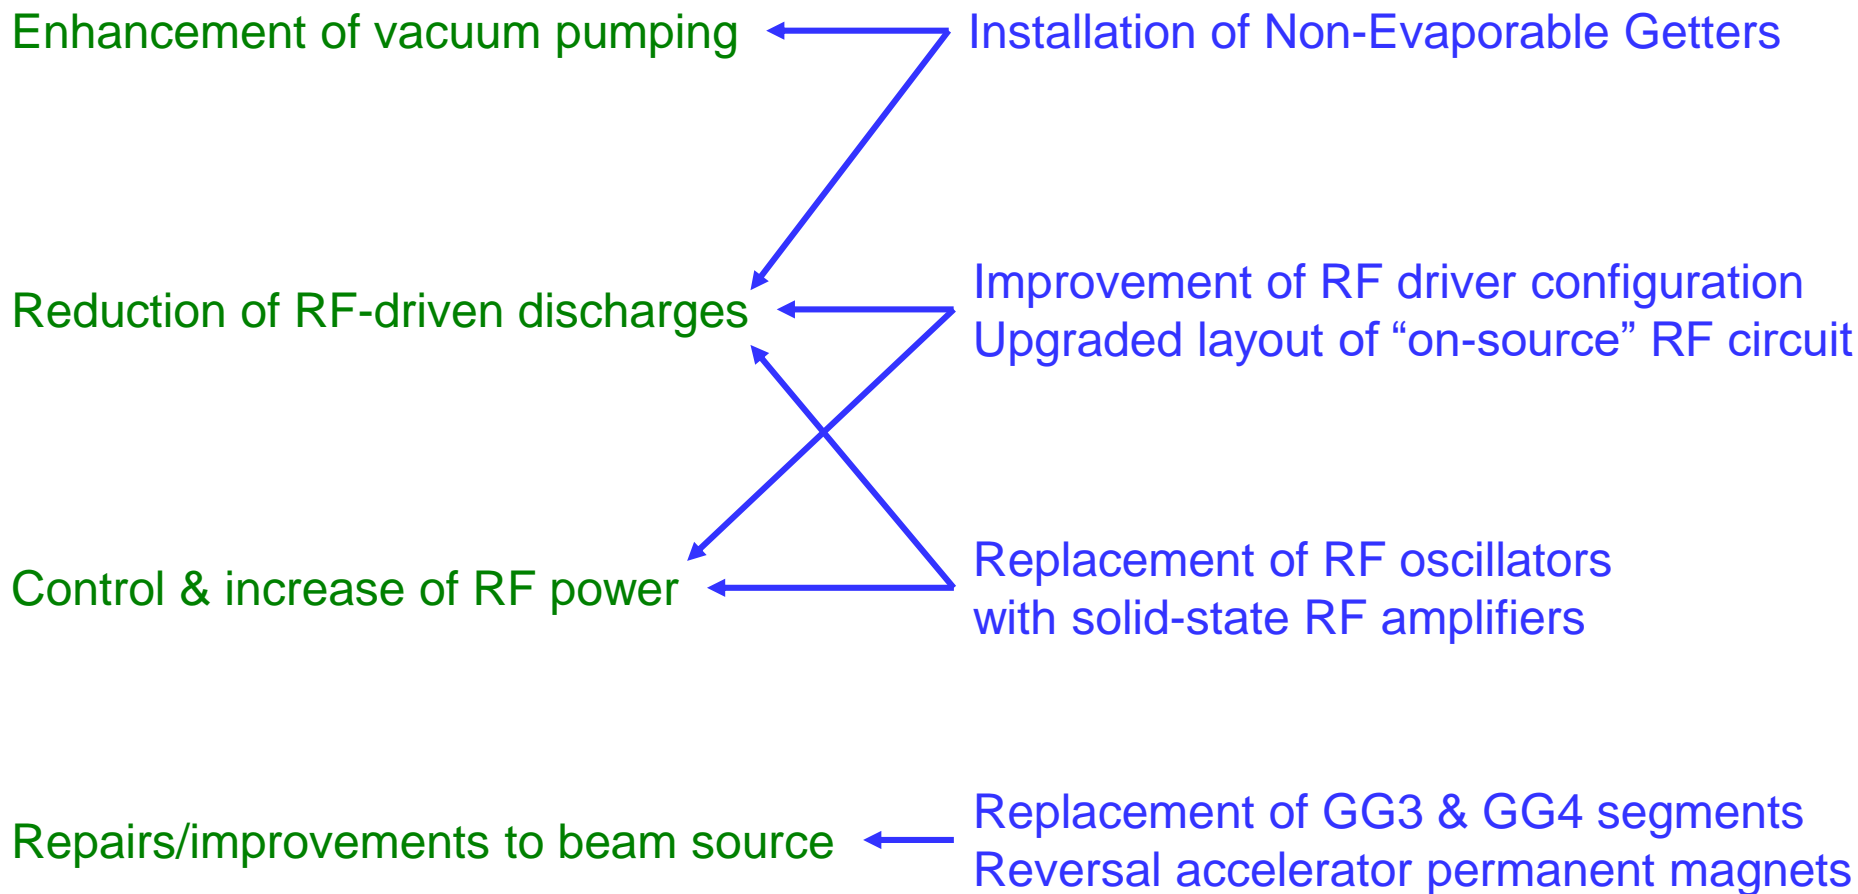 Enhancement of vacuum pumping
Installation of Non-Evaporable Getters
Reduction of RF-driven discharges
Improvement of RF driver configuration
Upgraded layout of “on-source” RF circuit
Control & increase of RF power
Replacement of RF oscillators
with solid-state RF amplifiers
Repairs/improvements to beam source
Replacement of GG3 & GG4 segments
Reversal accelerator permanent magnets